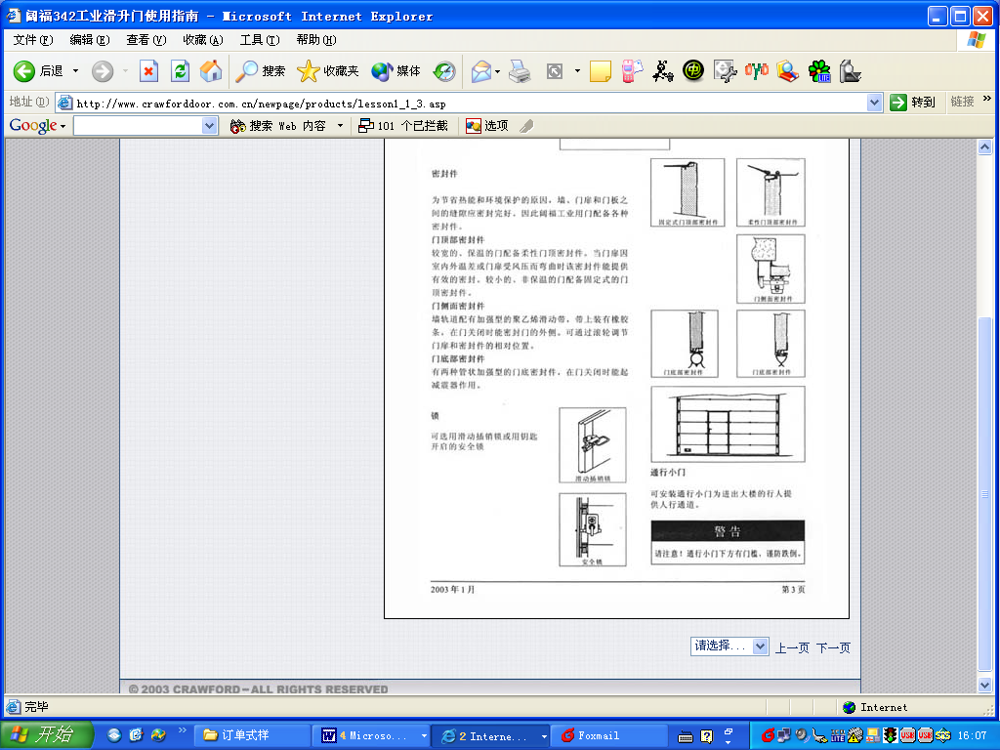 阔福342工业滑升门使用指南 - Microsoft Internet Explorer
文件(F) 编辑(E) 查看(V) 收藏(A) 工具(T) 帮助(H)
后退 搜索 收藏夹 媒体
地址(D) http://www.crawforddoor.com.cn/newpage/products/lesson1_1_3.asp 转到 链接 »
Google 搜索 Web 内容 101 个已拦截 选项
密封件
为节省热能和环境保护的原因，墙、门扉和门板之
间的缝隙应密封完好。因此阔福工业用门配备各种
密封件。
门顶部密封件
较宽的、保温的门配备柔性门顶密封件。当门扉因
室内外温差或门扉受风压而弯曲时该密封件能提供
有效的密封。较小的、非保温的门配备固定式的门
顶密封件。
门侧面密封件
墙轨道配有加强型的聚乙烯滑动带，带上装有橡胶
条，在门关闭时能密封门的外侧。可通过滚轮调节
门扉和密封件的相对位置。
门底部密封件
有两种管状加强型的门底密封件，在门关闭时能起
减震器作用。
锁
可选用滑动插销锁或用钥匙
开启的安全锁
滑动插销锁
安全锁
固定式门顶部密封件
柔性门顶部密封件
门侧面密封件
门底部密封件
门底部密封件
通行小门
可安装通行小门为进出大楼的行人提
供人行通道。
警告
请注意！通行小门下方有门槛，谨防跌倒。
2003 年 1 月 第 3 页
请选择... 上一页 下一页
© 2003 CRAWFORD - ALL RIGHTS RESERVED
完毕 Internet
开始 » 订单式样 4 Microso... 2 Interne... Foxmail 16:07